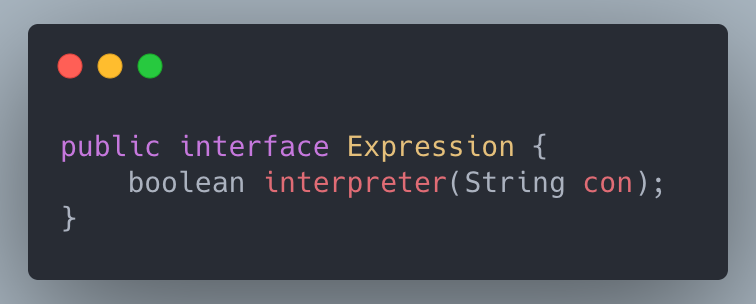 public interface Expression {
    boolean interpreter(String con);
}